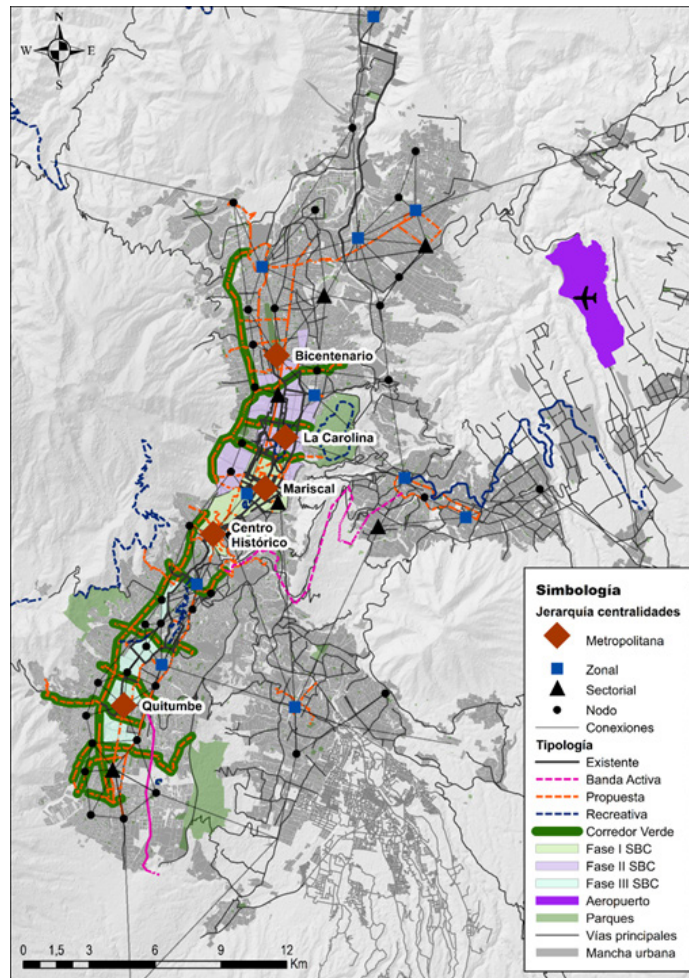 N
W E
S
Bicentenario
La Carolina
Mariscal
Centro
Histórico
Quitumbe
Simbología
Jerarquía centralidades
Metropolitana
Zonal
Sectorial
Nodo
Conexiones
Tipología
Existente
Banda Activa
Propuesta
Recreativa
Corredor Verde
Fase I SBC
Fase II SBC
Fase III SBC
Aeropuerto
Parques
Vías principales
Mancha urbana
0 1,5 3 6 9 12
Km